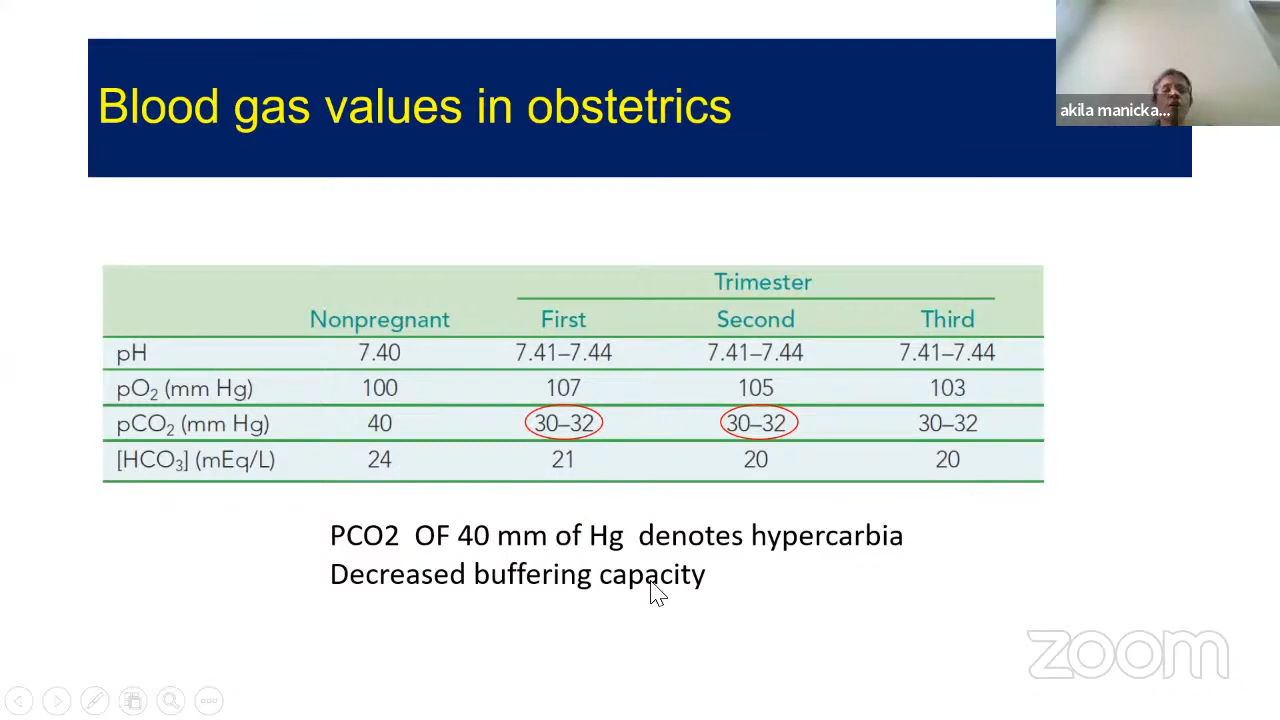 Blood gas values in obstetrics
akila manicka...
Trimester
Nonpregnant First Second Third
pH 7.40 7.41–7.44 7.41–7.44 7.41–7.44
pO₂ (mm Hg) 100 107 105 103
pCO₂ (mm Hg) 40 30–32 30–32 30–32
[HCO₃] (mEq/L) 24 21 20 20
PCO2 OF 40 mm of Hg denotes hypercarbia
Decreased buffering capacity
zoom